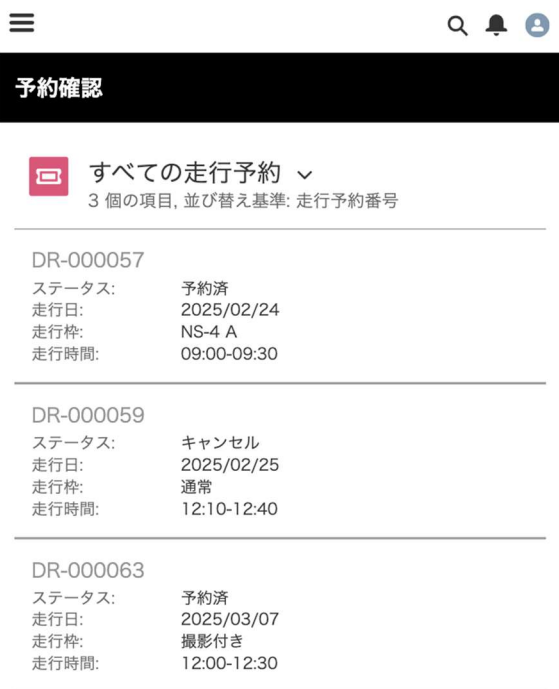 予約確認
すべての走行予約
3 個の項目, 並び替え基準: 走行予約番号
DR-000057
ステータス: 予約済
走行日: 2025/02/24
走行枠: NS-4 A
走行時間: 09:00-09:30
DR-000059
ステータス: キャンセル
走行日: 2025/02/25
走行枠: 通常
走行時間: 12:10-12:40
DR-000063
ステータス: 予約済
走行日: 2025/03/07
走行枠: 撮影付き
走行時間: 12:00-12:30